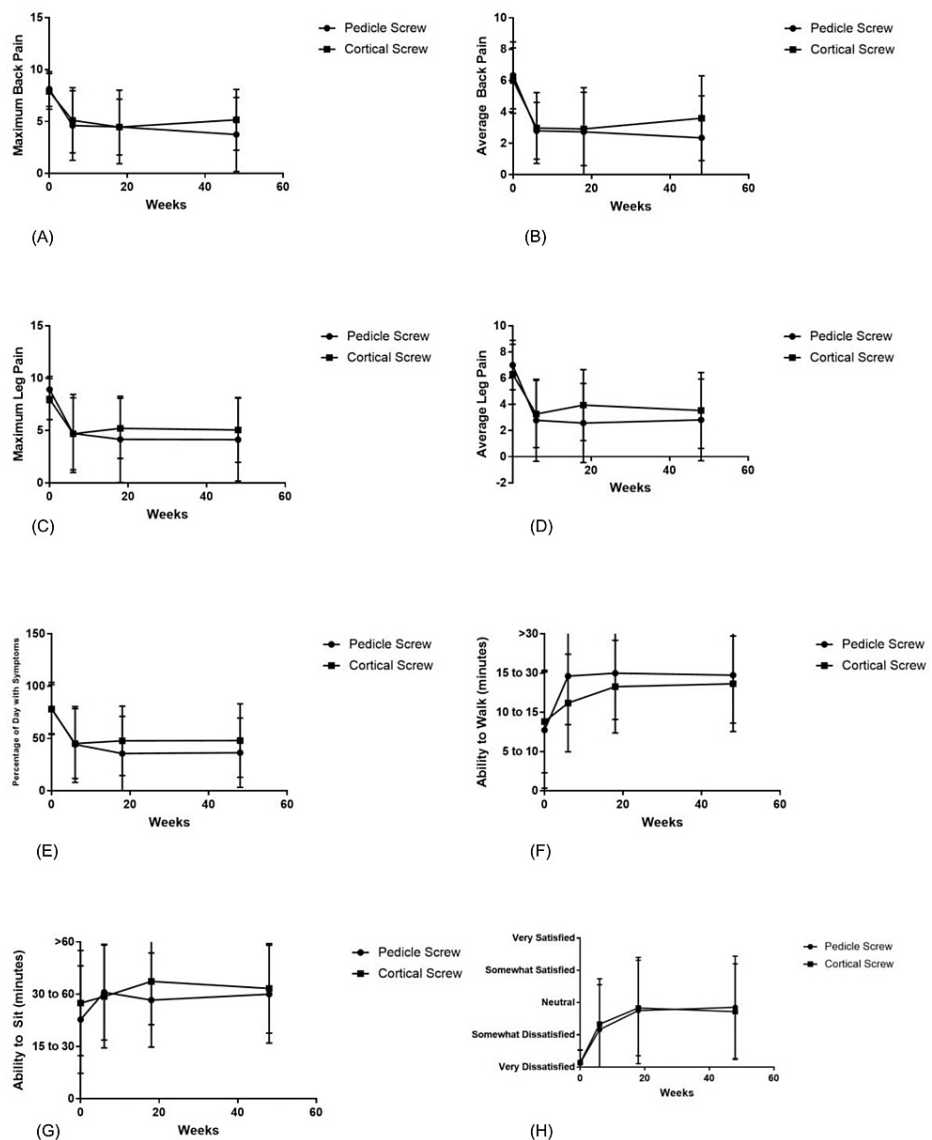 Maximum Back Pain
15
10
5
0
0 20 40 60
Weeks
Pedicle Screw
Cortical Screw
(A)
Average Back Pain
10
8
6
4
2
0
0 20 40 60
Weeks
Pedicle Screw
Cortical Screw
(B)
Maximum Leg Pain
15
10
5
0
0 20 40 60
Weeks
Pedicle Screw
Cortical Screw
(C)
Average Leg Pain
10
8
6
4
2
0
-2
20 40 60
Weeks
Pedicle Screw
Cortical Screw
(D)
Percentage of Day with Symptoms
150
100
50
0
0 20 40 60
Weeks
Pedicle Screw
Cortical Screw
(E)
Ability to Walk (minutes)
>30
15 to 30
10 to 15
5 to 10
0
0 20 40 60
Weeks
Pedicle Screw
Cortical Screw
(F)
Ability to Sit (minutes)
>60
30 to 60
15 to 30
0
0 20 40 60
Weeks
Pedicle Screw
Cortical Screw
(G)
Very Satisfied
Somewhat Satisfied
Neutral
Somewhat Dissatisfied
Very Dissatisfied
0 20 40 60
Weeks
Pedicle Screw
Cortical Screw
(H)